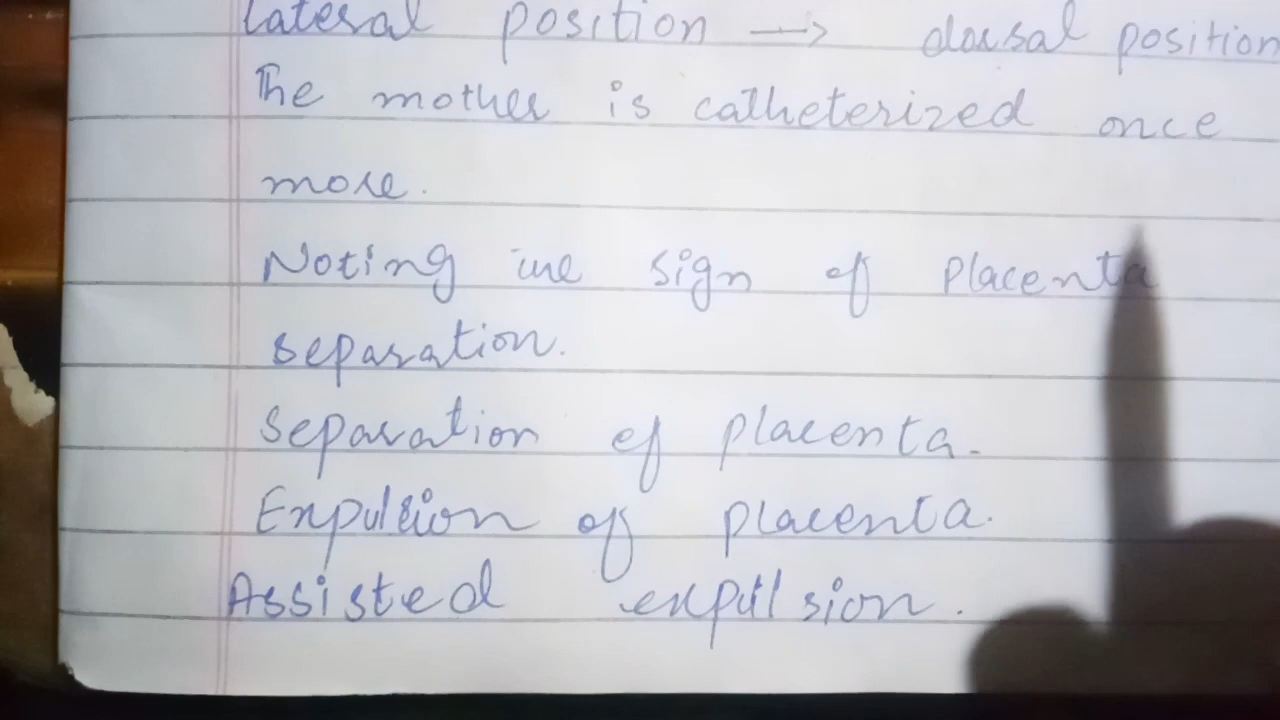 lateral position → dorsal position
The mother is catheterized once
more.
Noting the sign of Placenta
separation.
Separation of placenta.
Expulsion of placenta.
Assisted expulsion.